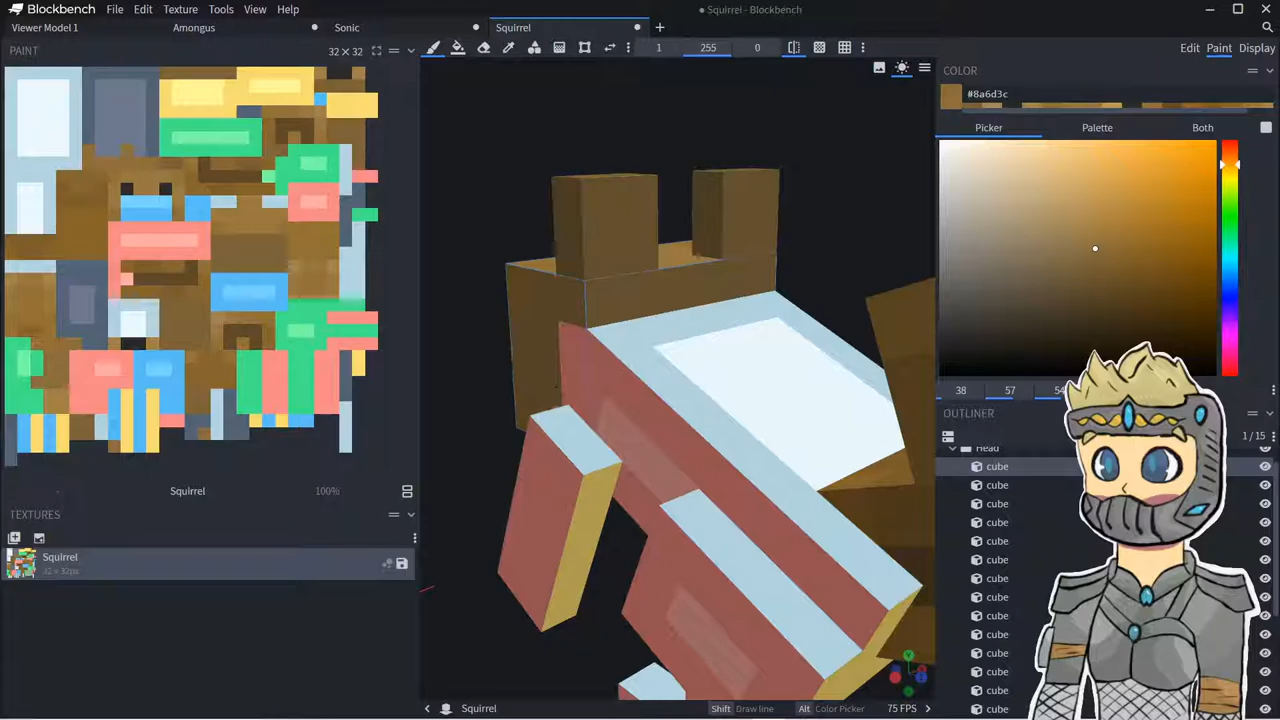 Blockbench File Edit Texture Tools View Help
Squirrel - Blockbench
Viewer Model 1 Amongus Sonic Squirrel
PAINT 32 × 32
1 255 0
Edit Paint Display
COLOR
#8a6d3c
Picker Palette Both
38 57 54
OUTLINER
1 / 15
Head
cube
cube
cube
cube
cube
cube
cube
cube
cube
cube
cube
cube
cube
cube
Squirrel 100%
TEXTURES
Squirrel
32 × 32px
Squirrel Shift Draw line Alt Color Picker 75 FPS